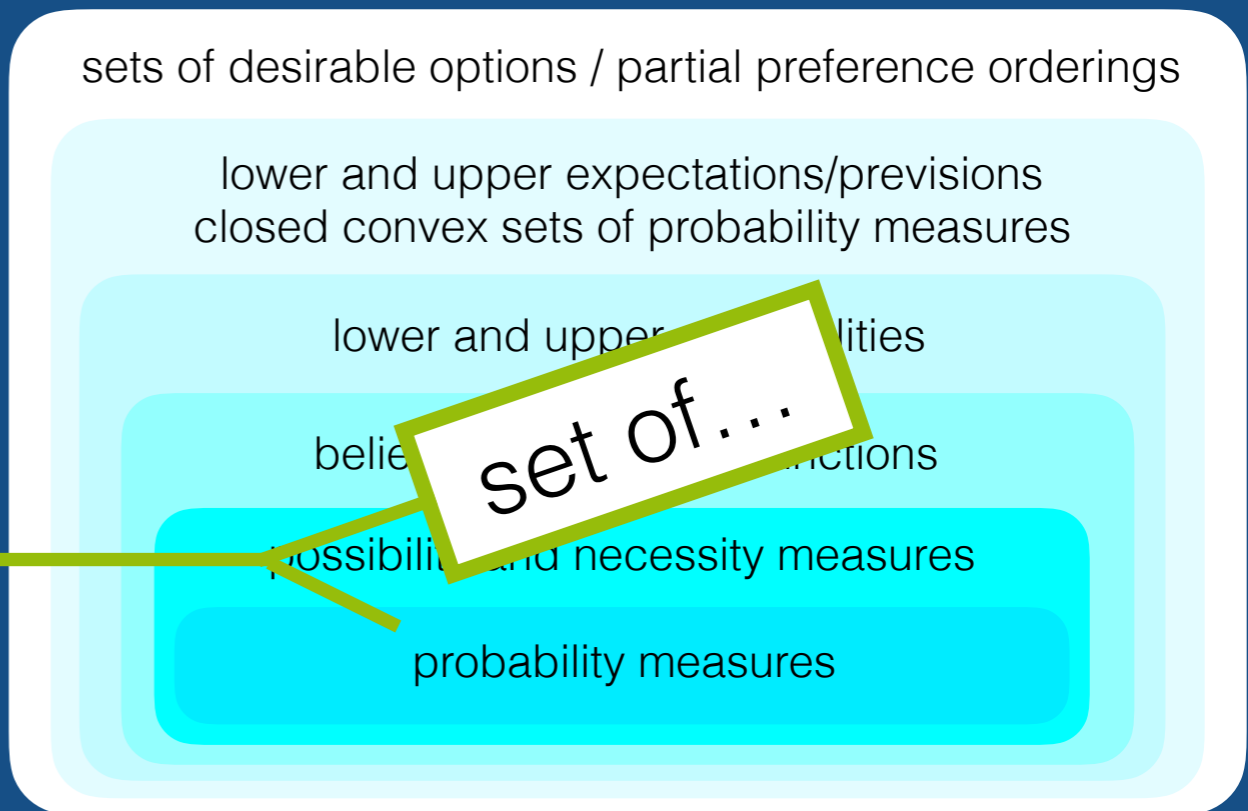 sets of desirable options / partial preference orderings
lower and upper expectations/previsions
closed convex sets of probability measures
lower and upper
set of...
and necessity measures
probability measures